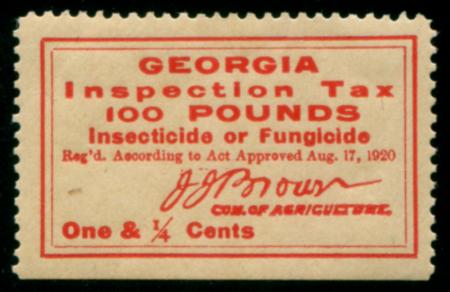 GEORGIA
Inspection Tax
100 POUNDS
Insecticide or Fungicide
Reg'd. According to Act Approved Aug. 17, 1920
J J Brown
COM. OF AGRICULTURE.
One & ¼ Cents